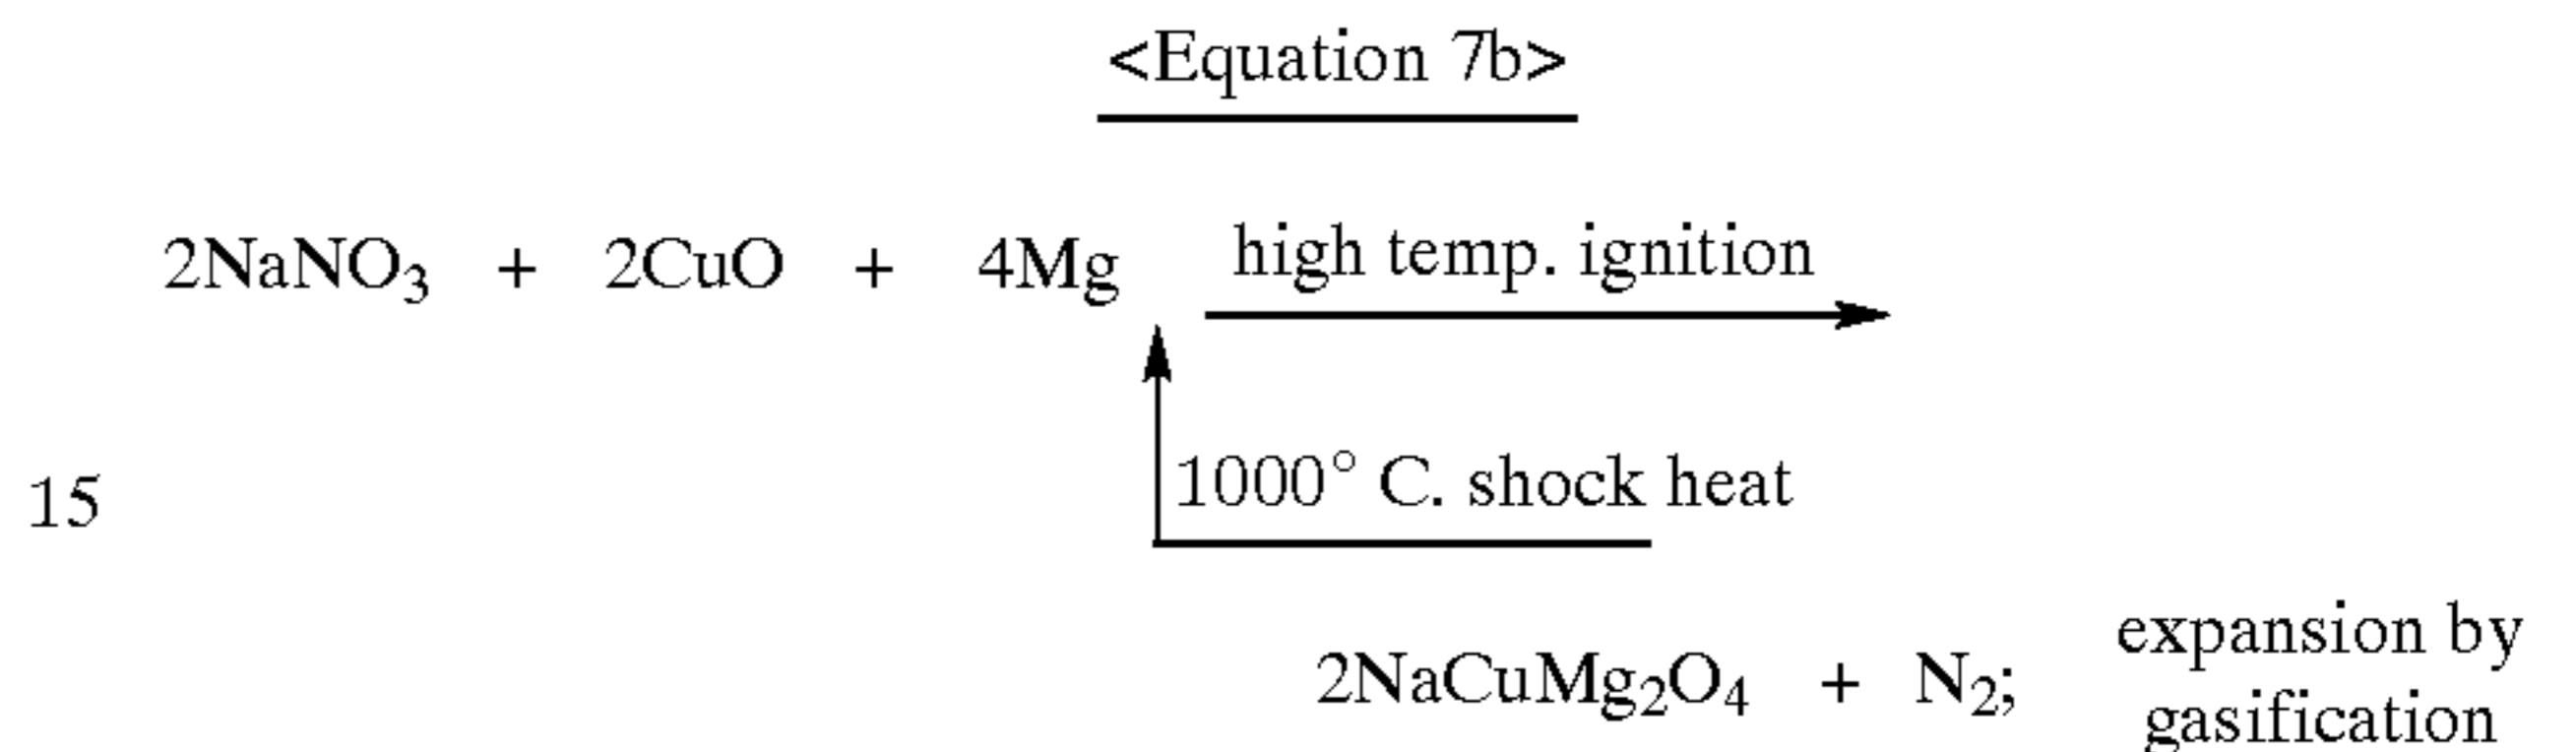 <Equation 7b>
2NaNO₃ + 2CuO + 4Mg high temp. ignition
15 1000° C. shock heat
2NaCuMg₂O₄ + N₂; expansion by
gasification